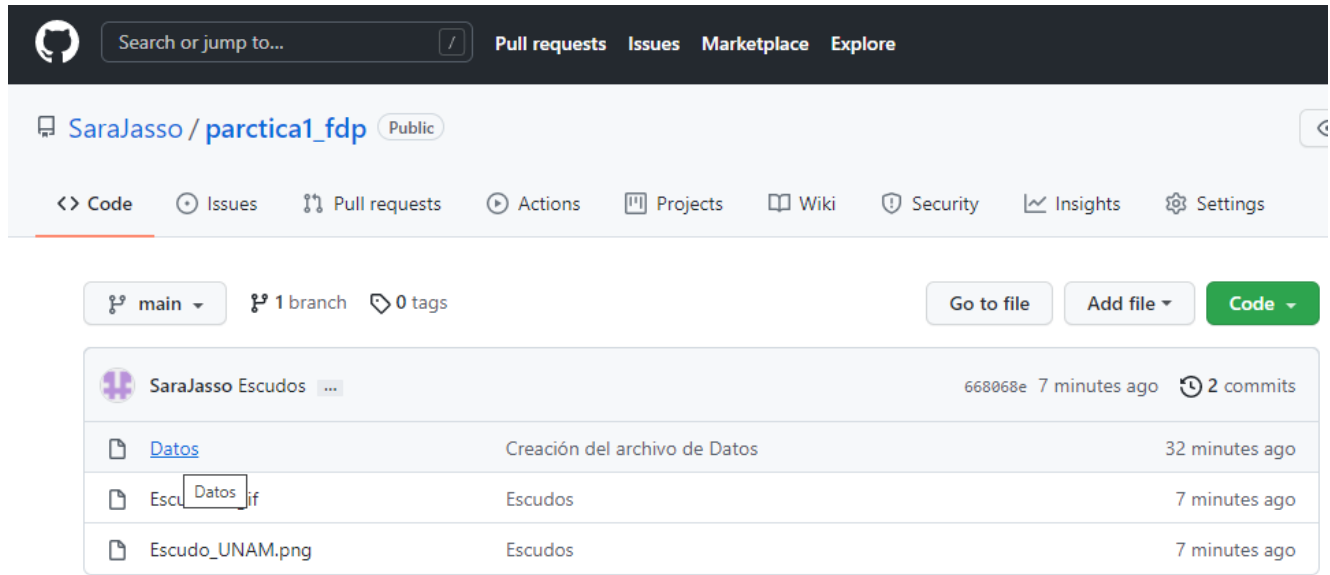 Search or jump to... / Pull requests Issues Marketplace Explore
SaraJasso / parctica1_fdp Public
<> Code Issues Pull requests Actions Projects Wiki Security Insights Settings
main 1 branch 0 tags Go to file Add file Code
SaraJasso Escudos ... 668068e 7 minutes ago 2 commits
Datos Creación del archivo de Datos 32 minutes ago
Datos
Escudos 7 minutes ago
Escudo_UNAM.png Escudos 7 minutes ago